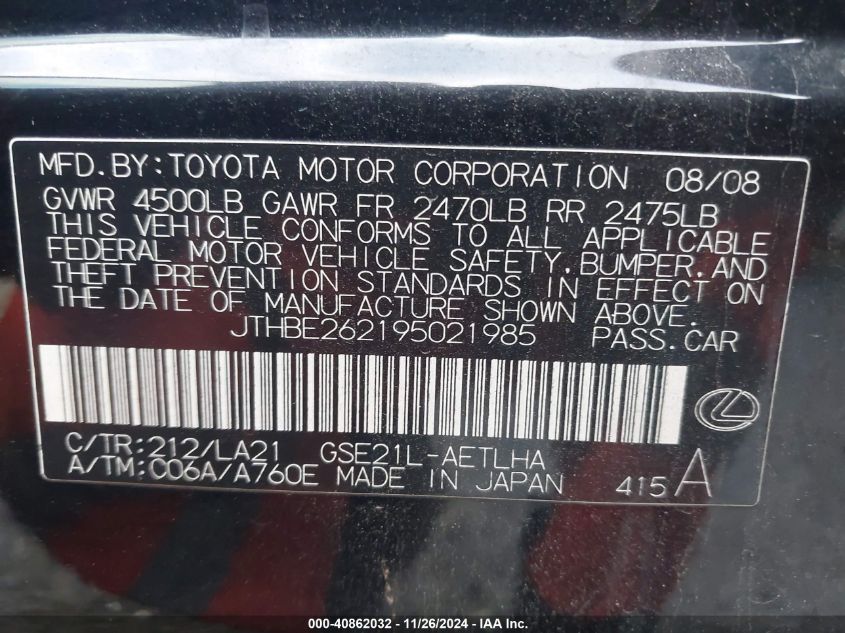 MFD.BY:TOYOTA MOTOR CORPORATION 08/08
GVWR 4500LB GAWR FR 2470LB RR 2475LB
THIS VEHICLE CONFORMS TO ALL APPLICABLE
FEDERAL MOTOR VEHICLE SAFETY,BUMPER,AND
THEFT PREVENTION STANDARDS IN EFFECT ON
THE DATE OF MANUFACTURE SHOWN ABOVE.
JTHBE262195021985 PASS.CAR
C/TR:212/LA21 GSE21L-AETLHA
A/TM:C06A/A760E MADE IN JAPAN 415 A
000-40862032 - 11/26/2024 - IAA Inc.